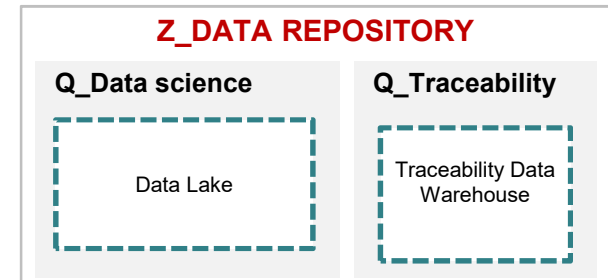 Z_DATA REPOSITORY
Q_Data science
Q_Traceability
Data Lake
Traceability Data
Warehouse